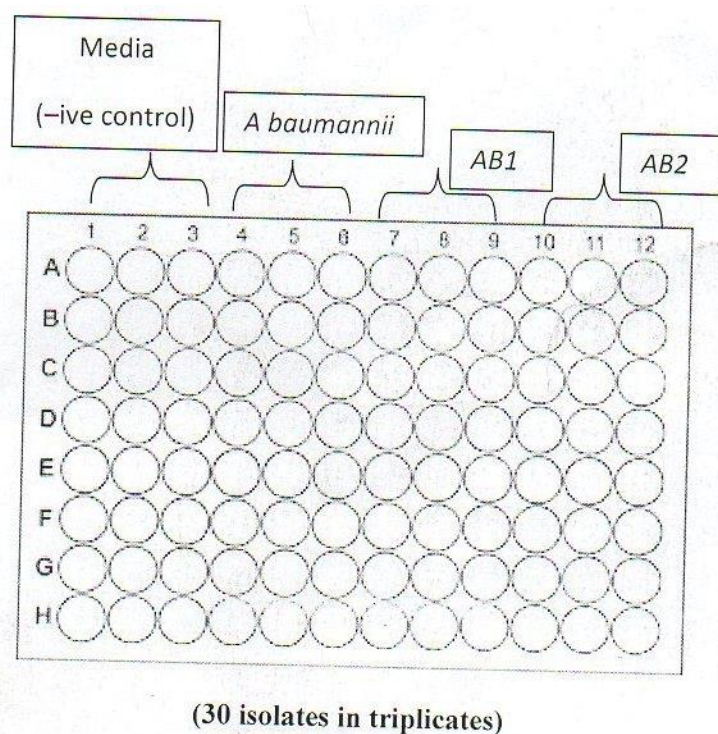 Media
(–ive control)
A baumannii
AB1
AB2
1 2 3 4 5 6 7 8 9 10 11 12
A
B
C
D
E
F
G
H
(30 isolates in triplicates)